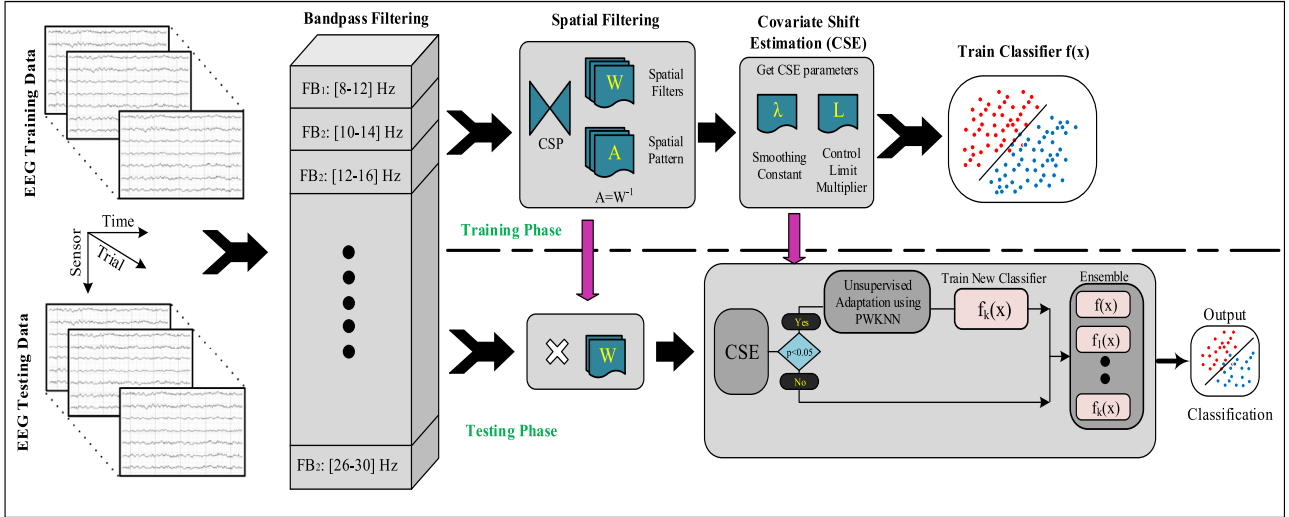 Bandpass Filtering
Spatial Filtering
Covariate Shift
Estimation (CSE)
Train Classifier f(x)
EEG Training Data
FB1: [8-12] Hz
FB2: [10-14] Hz
FB2: [12-16] Hz
FB2: [26-30] Hz
CSP
W
Spatial
Filters
A
Spatial
Pattern
A=W⁻¹
Get CSE parameters
λ
L
Smoothing
Constant
Control
Limit
Multiplier
Time
Trial
Sensor
Training Phase
EEG Testing Data
Testing Phase
W
CSE
p<0.05
Yes
No
Unsupervised
Adaptation using
PWKNN
Train New Classifier
fk(x)
Ensemble
f(x)
f1(x)
fk(x)
Output
Classification